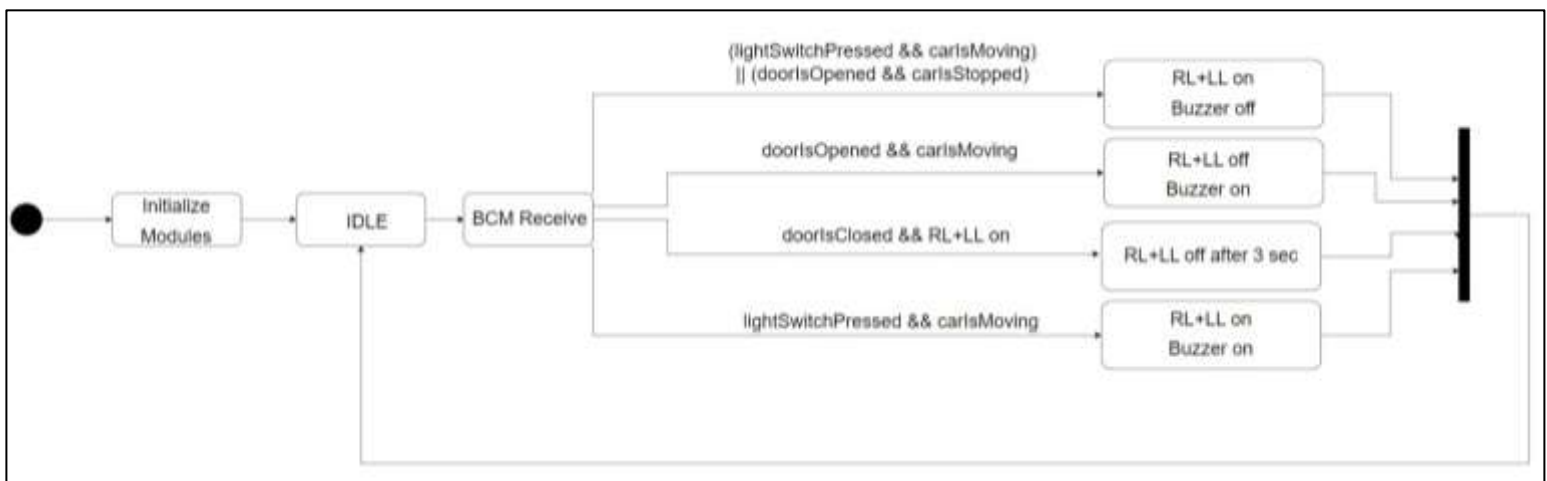 (lightSwitchPressed && carIsMoving)
|| (doorIsOpened && carIsStopped)
RL+LL on
Buzzer off
doorIsOpened && carIsMoving
RL+LL off
Buzzer on
Initialize
Modules
IDLE
BCM Receive
doorIsClosed && RL+LL on
RL+LL off after 3 sec
lightSwitchPressed && carIsMoving
RL+LL on
Buzzer on